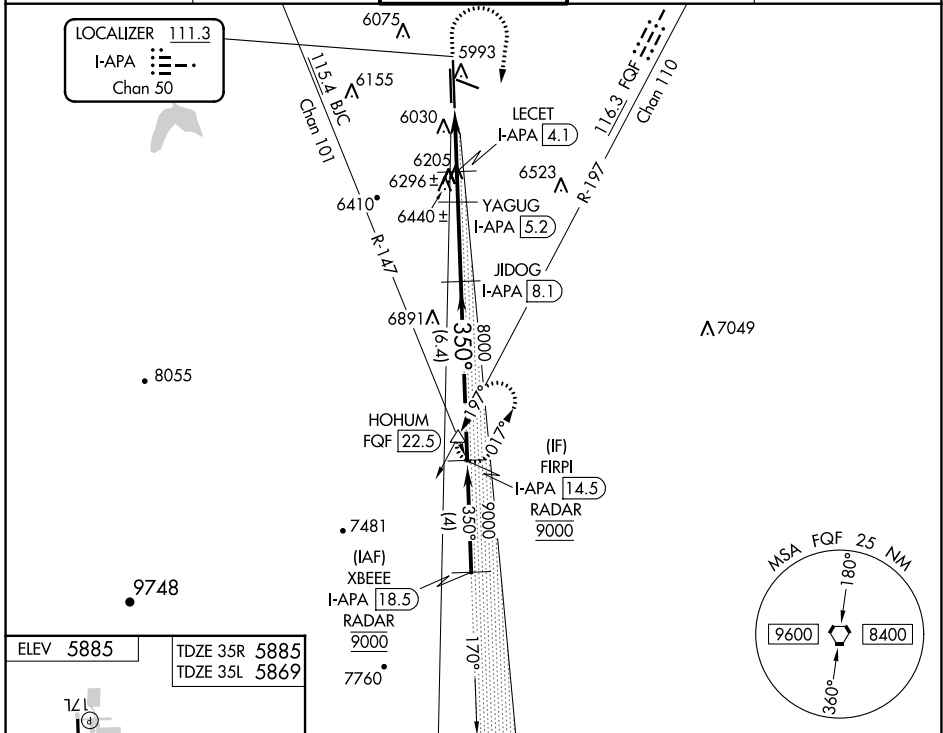 LOCALIZER 111.3
I-APA
Chan 50
6075
5993
115.4 BJC
Chan 101
6155
116.3 FQF
Chan 110
6030
LECET
I-APA 4.1
6205
6296 ±
6523
R-197
6410
6440 ±
YAGUG
I-APA 5.2
R-147
JIDOG
I-APA 8.1
6891
(6.4)
350°
8000
7049
8055
197°
HOHUM
FQF 22.5
017°
(IF)
FIRPI
I-APA 14.5
RADAR
9000
(4)
350°
9000
7481
(IAF)
XBEEE
I-APA 18.5
RADAR
9000
9748
7760
170°
MSA FQF 25 NM
180°
9600
8400
360°
ELEV 5885
TDZE 35R 5885
TDZE 35L 5869
17L
P